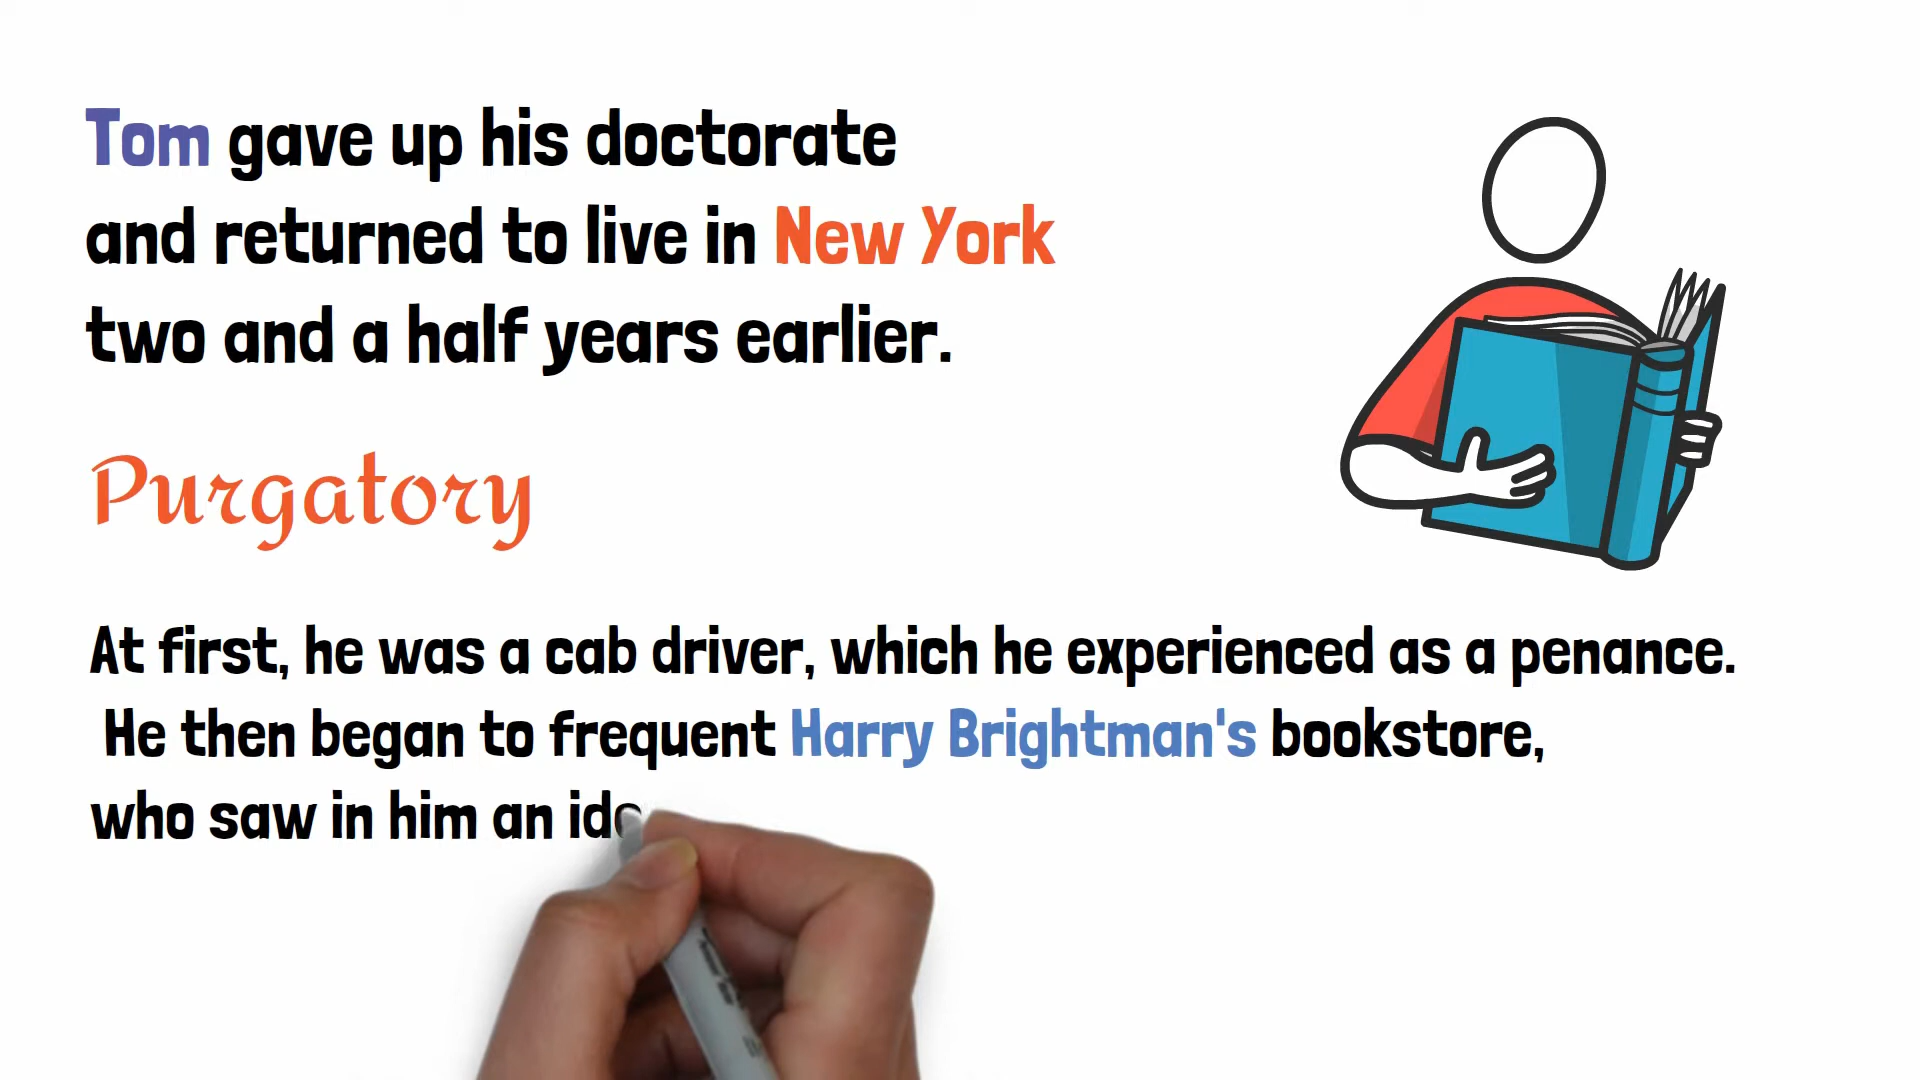 Tom gave up his doctorate
and returned to live in New York
two and a half years earlier.
Purgatory
At first, he was a cab driver, which he experienced as a penance.
He then began to frequent Harry Brightman's bookstore,
who saw in him an